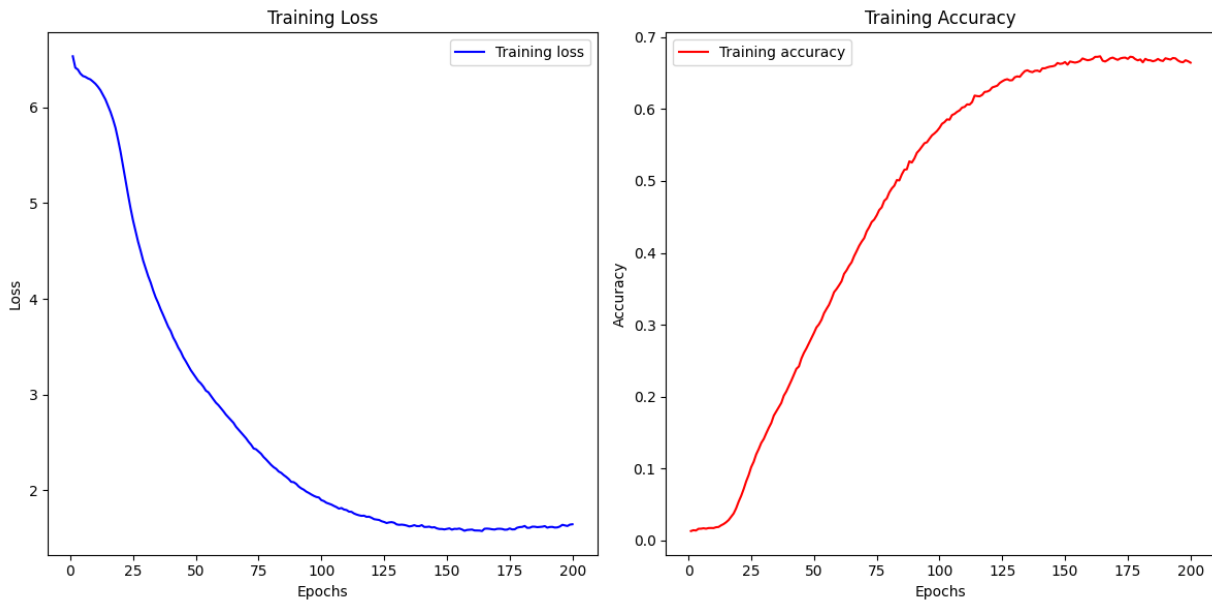 Training Loss
Training loss
6
5
4
3
2
Loss
0 25 50 75 100 125 150 175 200
Epochs
Training Accuracy
Training accuracy
0.7
0.6
0.5
0.4
0.3
0.2
0.1
0.0
Accuracy
0 25 50 75 100 125 150 175 200
Epochs